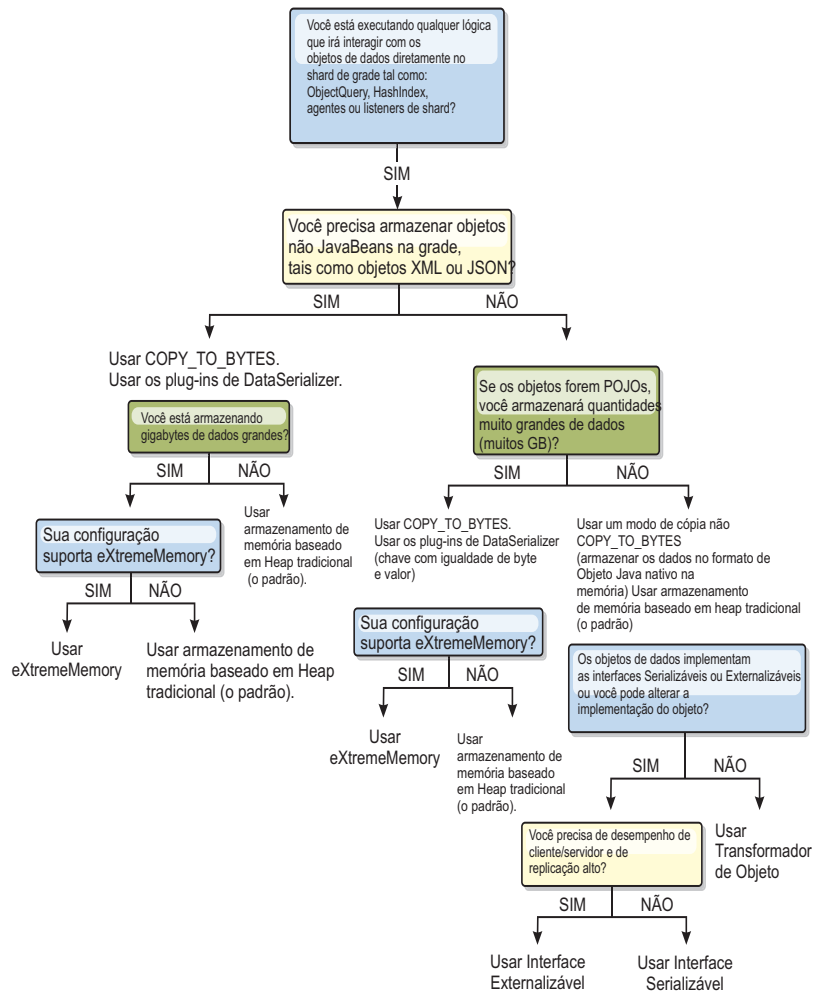 Você está executando qualquer lógica
que irá interagir com os
objetos de dados diretamente no
shard de grade tal como:
ObjectQuery, HashIndex,
agentes ou listeners de shard?
SIM
Você precisa armazenar objetos
não JavaBeans na grade,
tais como objetos XML ou JSON?
SIM
NÃO
Usar COPY_TO_BYTES.
Usar os plug-ins de DataSerializer.
Você está armazenando
gigabytes de dados grandes?
SIM
NÃO
Sua configuração
suporta eXtremeMemory?
Usar
armazenamento de
memória baseado
em Heap tradicional
(o padrão).
SIM
NÃO
Usar
eXtremeMemory
Usar armazenamento de
memória baseado em Heap
tradicional (o padrão).
Se os objetos forem POJOs,
você armazenará quantidades
muito grandes de dados
(muitos GB)?
SIM
NÃO
Usar COPY_TO_BYTES.
Usar os plug-ins de DataSerializer
(chave com igualdade de byte
e valor)
Sua configuração
suporta eXtremeMemory?
SIM
NÃO
Usar
eXtremeMemory
Usar
armazenamento de
memória baseado
em Heap tradicional
(o padrão).
Usar um modo de cópia não
COPY_TO_BYTES
(armazenar os dados no formato de
Objeto Java nativo na
memória) Usar armazenamento
de memória baseado em heap tradicional
(o padrão)
Os objetos de dados implementam
as interfaces Serializáveis ou Externalizáveis
ou você pode alterar a
implementação do objeto?
SIM
NÃO
Você precisa de desempenho de
cliente/servidor e de
replicação alto?
Usar
Transformador
de Objeto
SIM
NÃO
Usar Interface
Externalizável
Usar Interface
Serializável